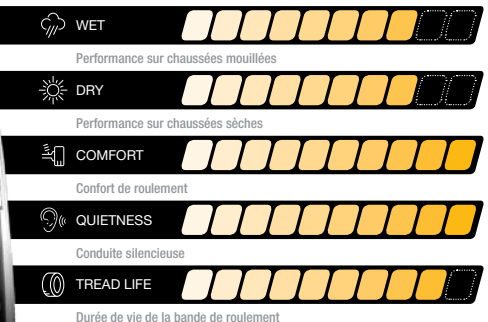 WET
Performance sur chaussées mouillées
DRY
Performance sur chaussées sèches
COMFORT
Confort de roulement
QUIETNESS
Conduite silencieuse
TREAD LIFE
Durée de vie de la bande de roulement